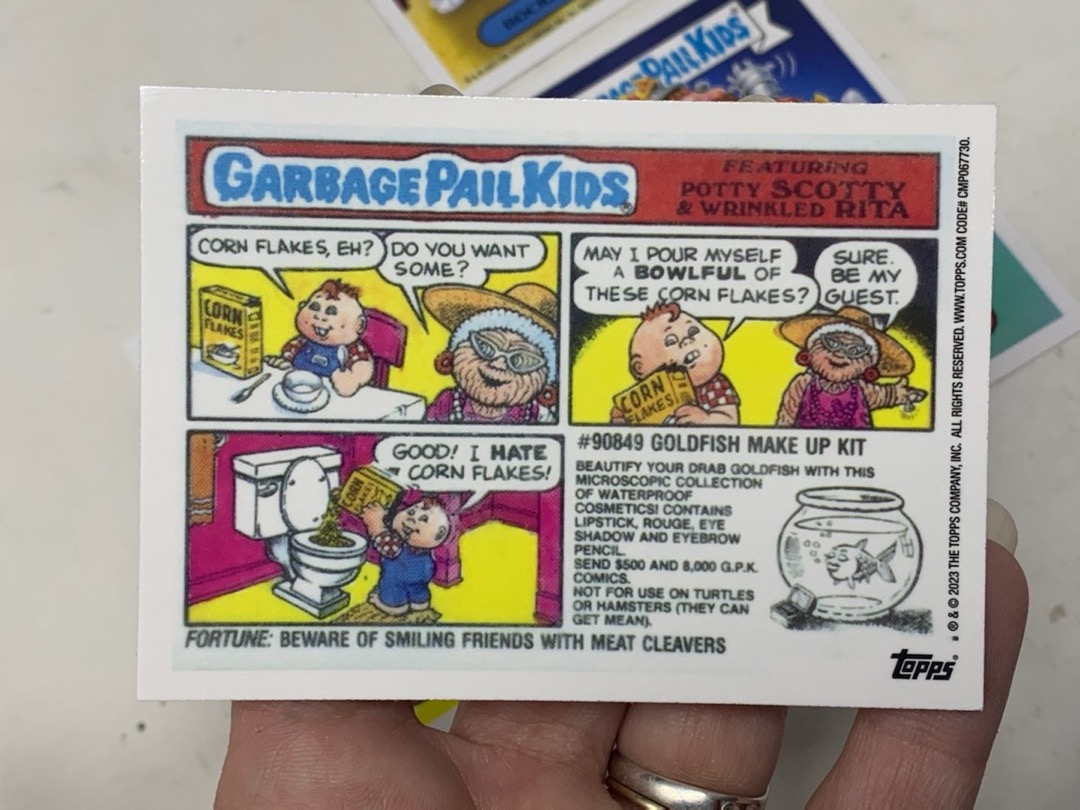 GARBAGE PAIL KIDS®
FEATURING
POTTY SCOTTY
& WRINKLED RITA
CORN FLAKES, EH?
DO YOU WANT
SOME?
CORN
FLAKES
MAY I POUR MYSELF
A BOWLFUL OF
THESE CORN FLAKES?
SURE.
BE MY
GUEST.
CORN
FLAKES
GOOD! I HATE
CORN FLAKES!
CORN
FLAKES
#90849 GOLDFISH MAKE UP KIT
BEAUTIFY YOUR DRAB GOLDFISH WITH THIS
MICROSCOPIC COLLECTION
OF WATERPROOF
COSMETICS! CONTAINS
LIPSTICK, ROUGE, EYE
SHADOW AND EYEBROW
PENCIL.
SEND $500 AND 8,000 G.P.K.
COMICS.
NOT FOR USE ON TURTLES
OR HAMSTERS (THEY CAN
GET MEAN).
FORTUNE: BEWARE OF SMILING FRIENDS WITH MEAT CLEAVERS
topps®
® & © 2023 THE TOPPS COMPANY, INC. ALL RIGHTS RESERVED. WWW.TOPPS.COM CODE# CMP067730.
PAIL KIDS